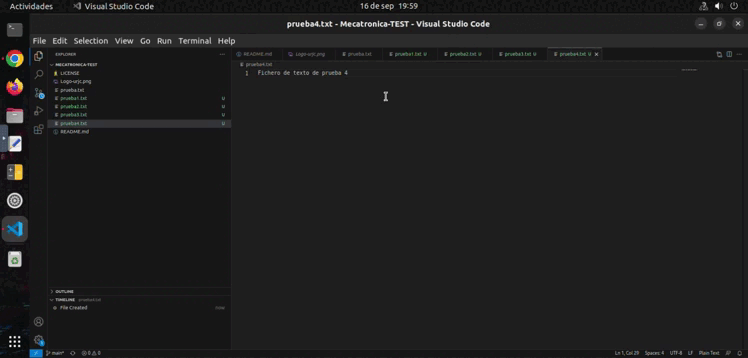 Actividades Visual Studio Code 16 de sep 19:59
prueba4.txt - Mecatronica-TEST - Visual Studio Code
File Edit Selection View Go Run Terminal Help
EXPLORER ··· README.md Logo-urjc.png prueba.txt prueba1.txt U prueba2.txt U prueba3.txt U prueba4.txt U
MECATRONICA-TEST
prueba4.txt
LICENSE
1 Fichero de texto de prueba 4
Logo-urjc.png
prueba.txt
prueba1.txt U
prueba2.txt U
prueba3.txt U
prueba4.txt U
README.md
OUTLINE
TIMELINE prueba4.txt
File Created now
main* 0 0 Ln 1, Col 29 Spaces: 4 UTF-8 LF Plain Text